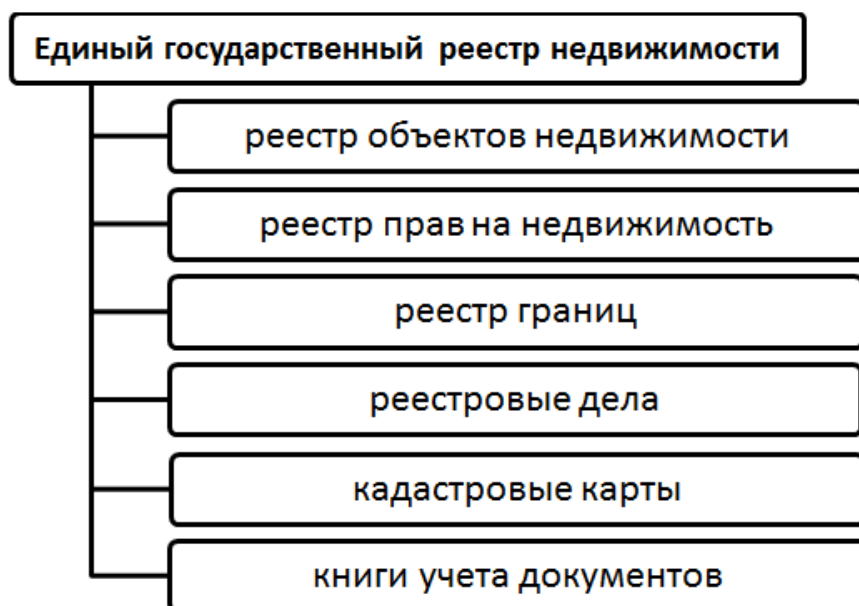 Единый государственный реестр недвижимости
реестр объектов недвижимости
реестр прав на недвижимость
реестр границ
реестровые дела
кадастровые карты
книги учета документов